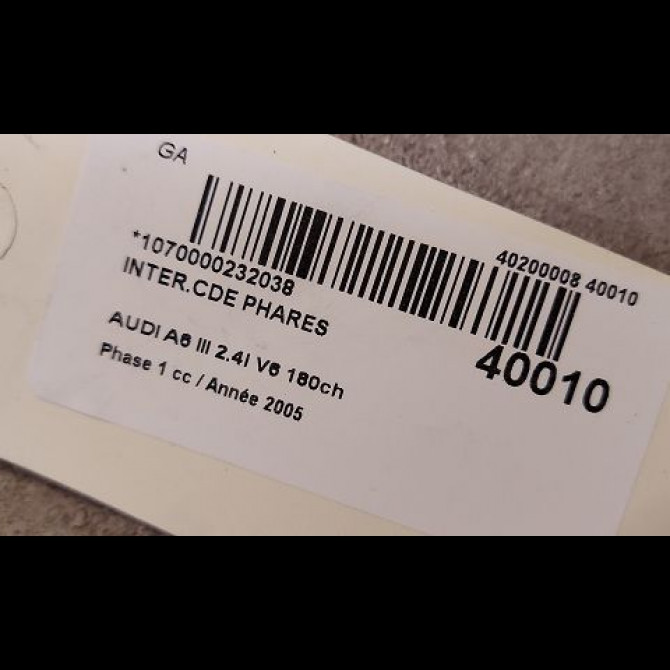 GA
*1070000232038
40200008 40010
INTER.CDE PHARES
40010
AUDI A6 III 2.4I V6 180ch
Phase 1 cc / Année 2005